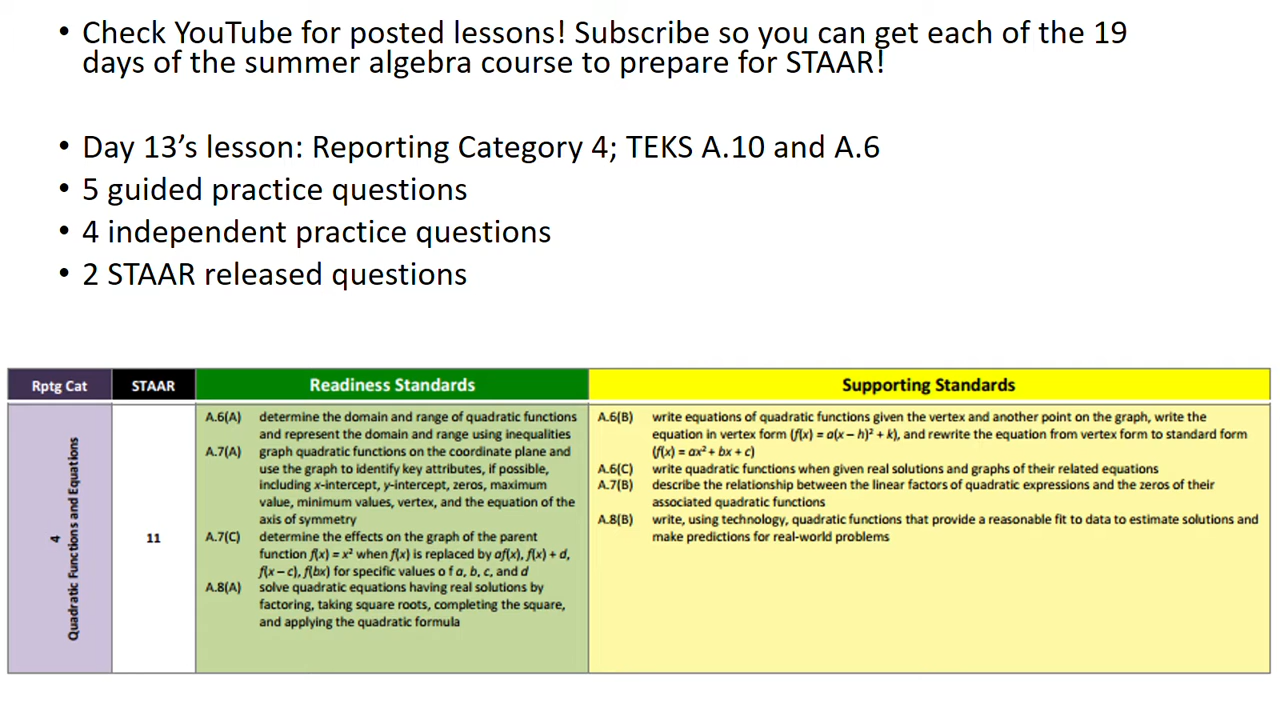 • Check YouTube for posted lessons! Subscribe so you can get each of the 19
days of the summer algebra course to prepare for STAAR!
• Day 13’s lesson: Reporting Category 4; TEKS A.10 and A.6
• 5 guided practice questions
• 4 independent practice questions
• 2 STAAR released questions
Rptg Cat STAAR Readiness Standards Supporting Standards
4
Quadratic Functions and Equations
11
A.6(A) determine the domain and range of quadratic functions
and represent the domain and range using inequalities
A.7(A) graph quadratic functions on the coordinate plane and
use the graph to identify key attributes, if possible,
including x-intercept, y-intercept, zeros, maximum
value, minimum values, vertex, and the equation of the
axis of symmetry
A.7(C) determine the effects on the graph of the parent
function f(x) = x² when f(x) is replaced by af(x), f(x) + d,
f(x – c), f(bx) for specific values o f a, b, c, and d
A.8(A) solve quadratic equations having real solutions by
factoring, taking square roots, completing the square,
and applying the quadratic formula
A.6(B) write equations of quadratic functions given the vertex and another point on the graph, write the
equation in vertex form (f(x) = a(x – h)² + k), and rewrite the equation from vertex form to standard form
(f(x) = ax² + bx + c)
A.6(C) write quadratic functions when given real solutions and graphs of their related equations
A.7(B) describe the relationship between the linear factors of quadratic expressions and the zeros of their
associated quadratic functions
A.8(B) write, using technology, quadratic functions that provide a reasonable fit to data to estimate solutions and
make predictions for real-world problems